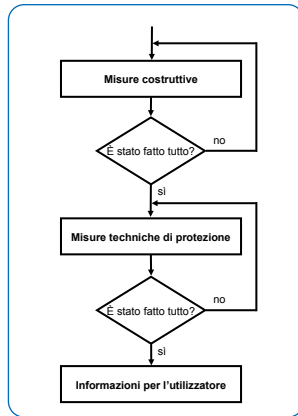 Misure costruttive
È stato fatto tutto?
no
sì
Misure techniche di protezione
È stato fatto tutto?
no
sì
Informazioni per l'utilizzatore